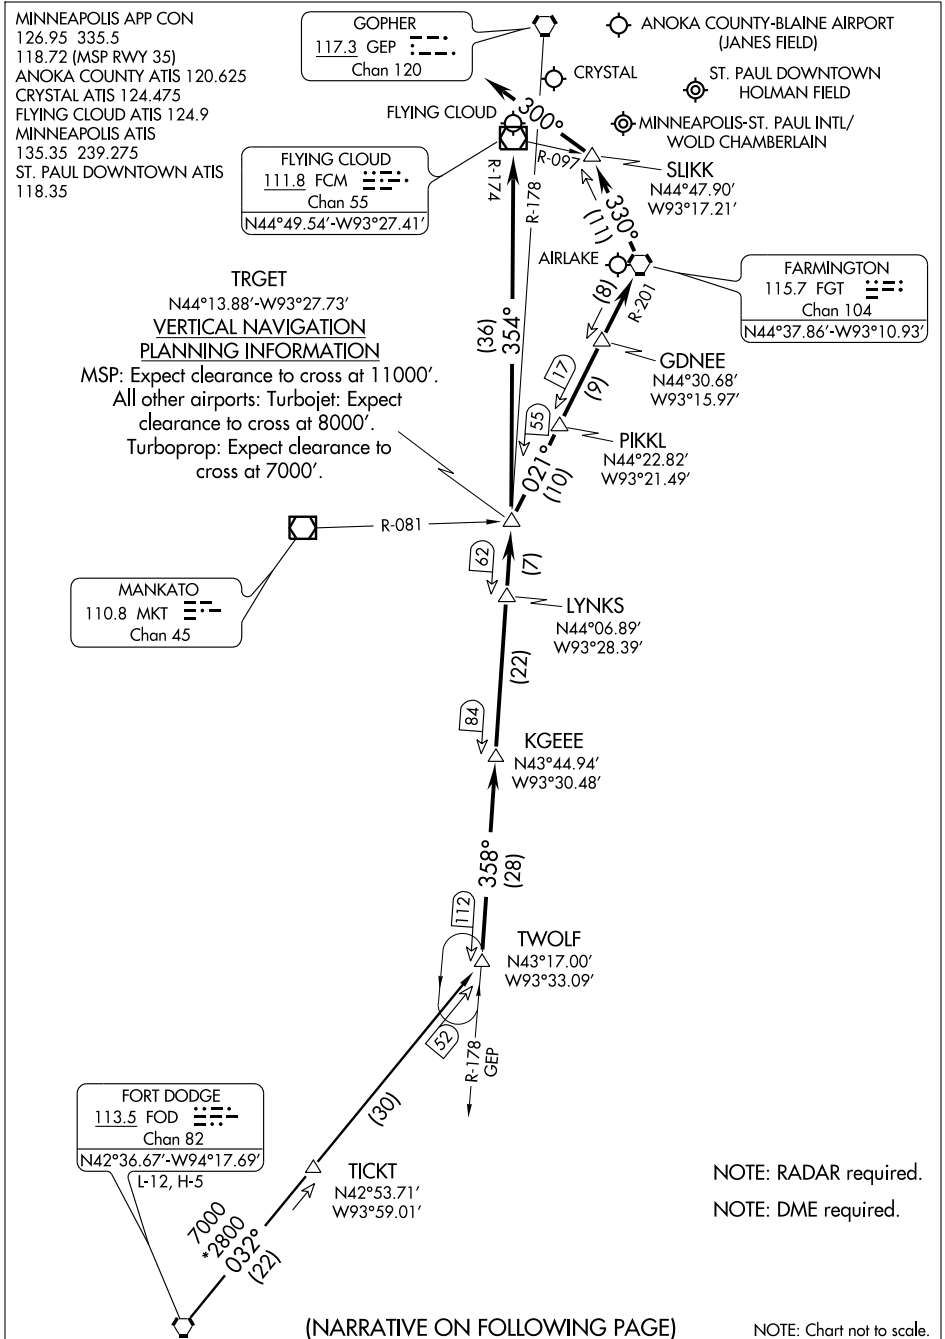 MINNEAPOLIS APP CON
126.95 335.5
118.72 (MSP RWY 35)
ANOKA COUNTY ATIS 120.625
CRYSTAL ATIS 124.475
FLYING CLOUD ATIS 124.9
MINNEAPOLIS ATIS
135.35 239.275
ST. PAUL DOWNTOWN ATIS
118.35
GOPHER
117.3 GEP
Chan 120
ANOKA COUNTY-BLAINE AIRPORT
(JANES FIELD)
CRYSTAL
ST. PAUL DOWNTOWN
HOLMAN FIELD
FLYING CLOUD
300°
MINNEAPOLIS-ST. PAUL INTL/
WOLD CHAMBERLAIN
FLYING CLOUD
111.8 FCM
Chan 55
N44°49.54′-W93°27.41′
R-174
R-178
R-097
SLIKK
N44°47.90′
W93°17.21′
330°
(11)
AIRLAKE
FARMINGTON
115.7 FGT
Chan 104
N44°37.86′-W93°10.93′
TRGET
N44°13.88′-W93°27.73′
VERTICAL NAVIGATION
PLANNING INFORMATION
MSP: Expect clearance to cross at 11000′.
All other airports: Turbojet: Expect
clearance to cross at 8000′.
Turboprop: Expect clearance to
cross at 7000′.
354°
(36)
(8)
R-201
GDNEE
N44°30.68′
W93°15.97′
17
(9)
55
PIKKL
N44°22.82′
W93°21.49′
021°
(10)
R-081
MANKATO
110.8 MKT
Chan 45
62
(7)
LYNKS
N44°06.89′
W93°28.39′
(22)
84
KGEEE
N43°44.94′
W93°30.48′
358°
(28)
112
TWOLF
N43°17.00′
W93°33.09′
52
R-178
GEP
(30)
FORT DODGE
113.5 FOD
Chan 82
N42°36.67′-W94°17.69′
L-12, H-5
TICKT
N42°53.71′
W93°59.01′
7000
*2800
032°
(22)
NOTE: RADAR required.
NOTE: DME required.
(NARRATIVE ON FOLLOWING PAGE)
NOTE: Chart not to scale.